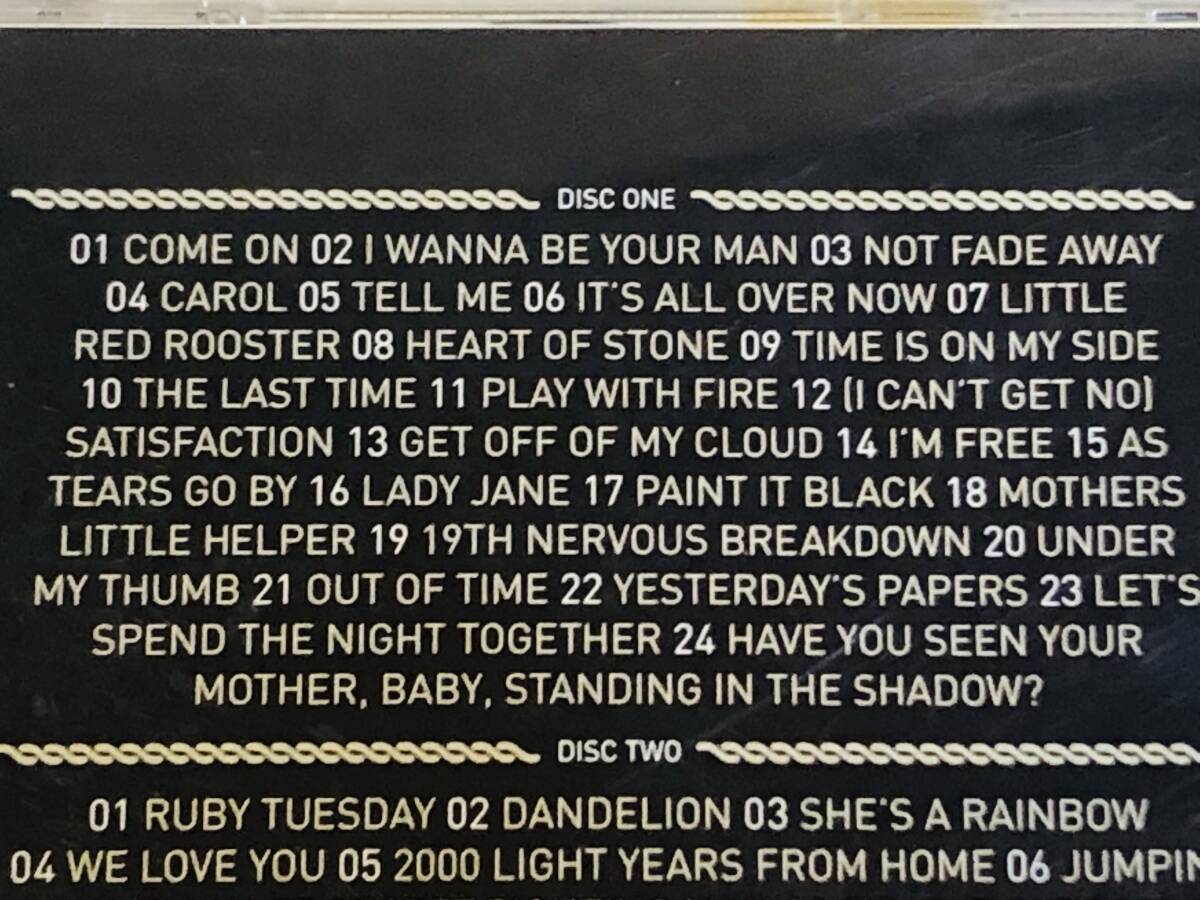 DISC ONE
01 COME ON 02 I WANNA BE YOUR MAN 03 NOT FADE AWAY
04 CAROL 05 TELL ME 06 IT'S ALL OVER NOW 07 LITTLE
RED ROOSTER 08 HEART OF STONE 09 TIME IS ON MY SIDE
10 THE LAST TIME 11 PLAY WITH FIRE 12 (I CAN'T GET NO)
SATISFACTION 13 GET OFF OF MY CLOUD 14 I'M FREE 15 AS
TEARS GO BY 16 LADY JANE 17 PAINT IT BLACK 18 MOTHERS
LITTLE HELPER 19 19TH NERVOUS BREAKDOWN 20 UNDER
MY THUMB 21 OUT OF TIME 22 YESTERDAY'S PAPERS 23 LET'S
SPEND THE NIGHT TOGETHER 24 HAVE YOU SEEN YOUR
MOTHER, BABY, STANDING IN THE SHADOW?
DISC TWO
01 RUBY TUESDAY 02 DANDELION 03 SHE'S A RAINBOW
04 WE LOVE YOU 05 2000 LIGHT YEARS FROM HOME 06 JUMPIN